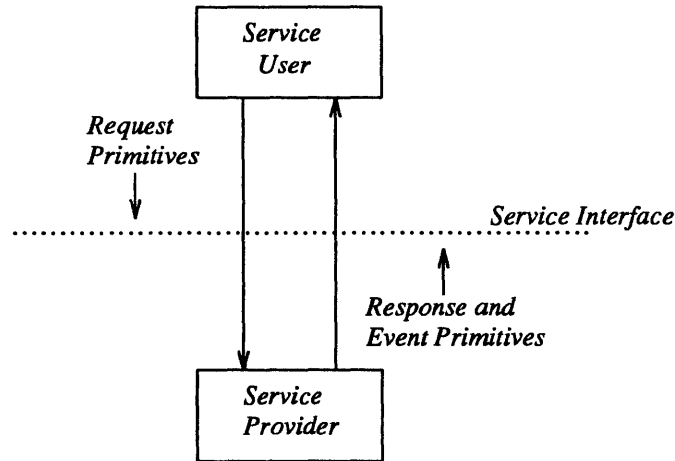 Service
User
Request
Primitives
Service Interface
Response and
Event Primitives
Service
Provider